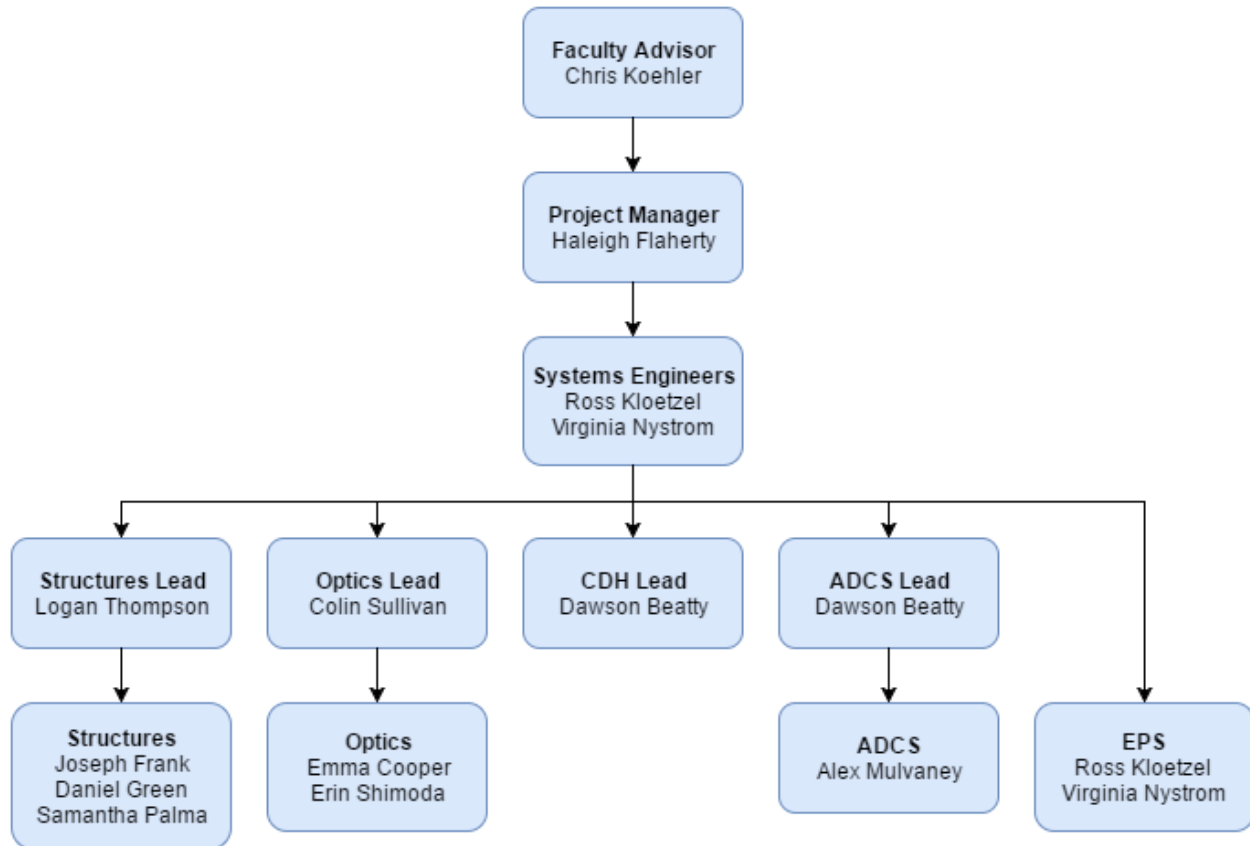 Faculty Advisor
Chris Koehler
Project Manager
Haleigh Flaherty
Systems Engineers
Ross Kloetzel
Virginia Nystrom
Structures Lead
Logan Thompson
Optics Lead
Colin Sullivan
CDH Lead
Dawson Beatty
ADCS Lead
Dawson Beatty
Structures
Joseph Frank
Daniel Green
Samantha Palma
Optics
Emma Cooper
Erin Shimoda
ADCS
Alex Mulvaney
EPS
Ross Kloetzel
Virginia Nystrom